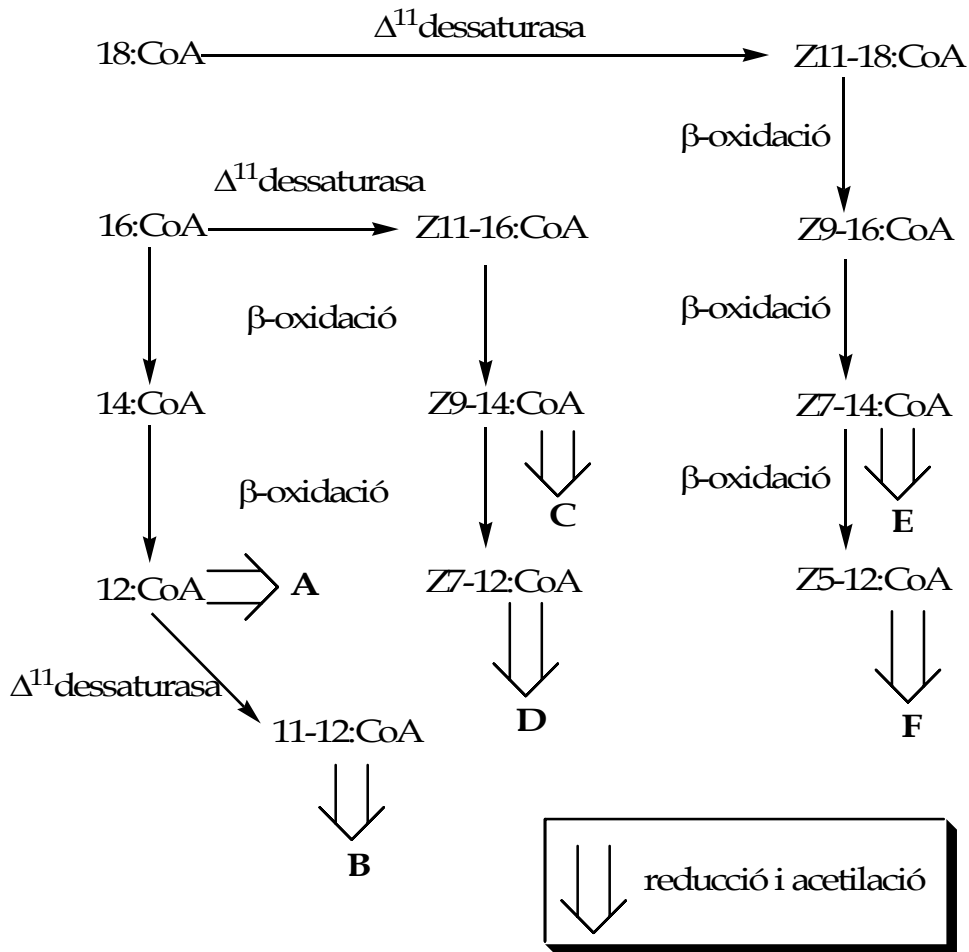 Δ¹¹dessaturasa
18:CoA
Z11-18:CoA
β-oxidació
Δ¹¹dessaturasa
16:CoA
Z11-16:CoA
Z9-16:CoA
β-oxidació
β-oxidació
14:CoA
Z9-14:CoA
Z7-14:CoA
β-oxidació
β-oxidació
C
E
12:CoA
A
Z7-12:CoA
Z5-12:CoA
Δ¹¹dessaturasa
D
F
11-12:CoA
B
reducció i acetilació